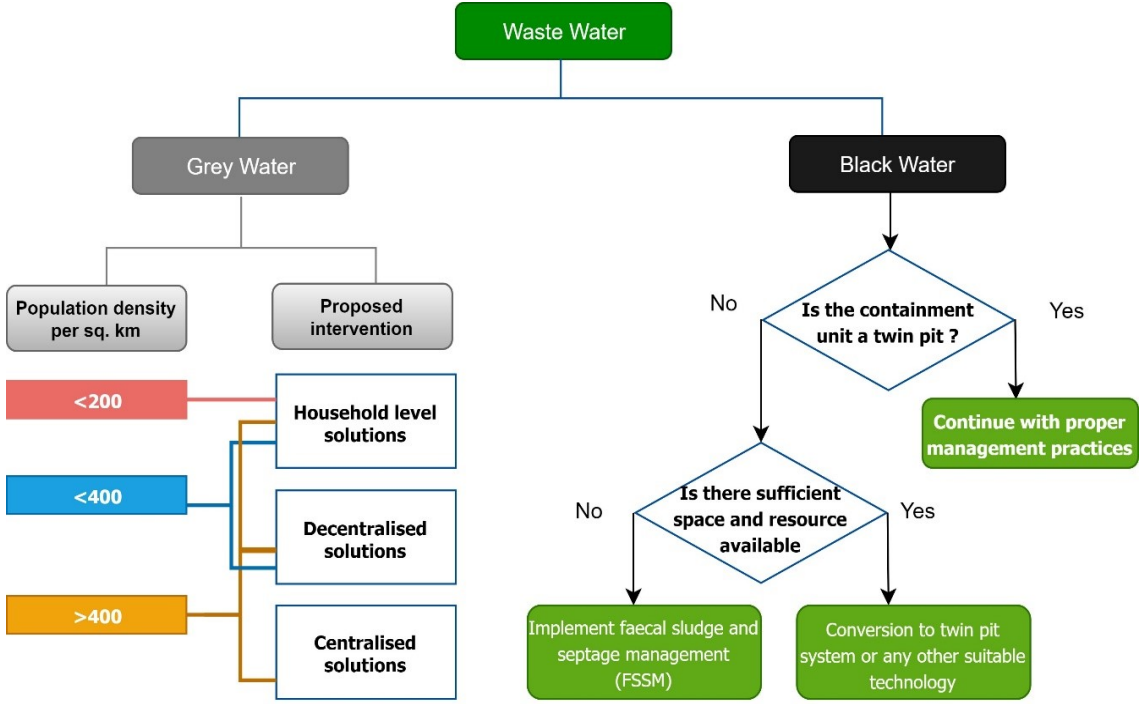 Waste Water
Grey Water
Black Water
Population density
per sq. km
Proposed
intervention
<200
<400
>400
Household level
solutions
Decentralised
solutions
Centralised
solutions
No
Is the containment
unit a twin pit ?
Yes
Continue with proper
management practices
No
Is there sufficient
space and resource
available
Yes
Implement faecal sludge and
septage management
(FSSM)
Conversion to twin pit
system or any other suitable
technology